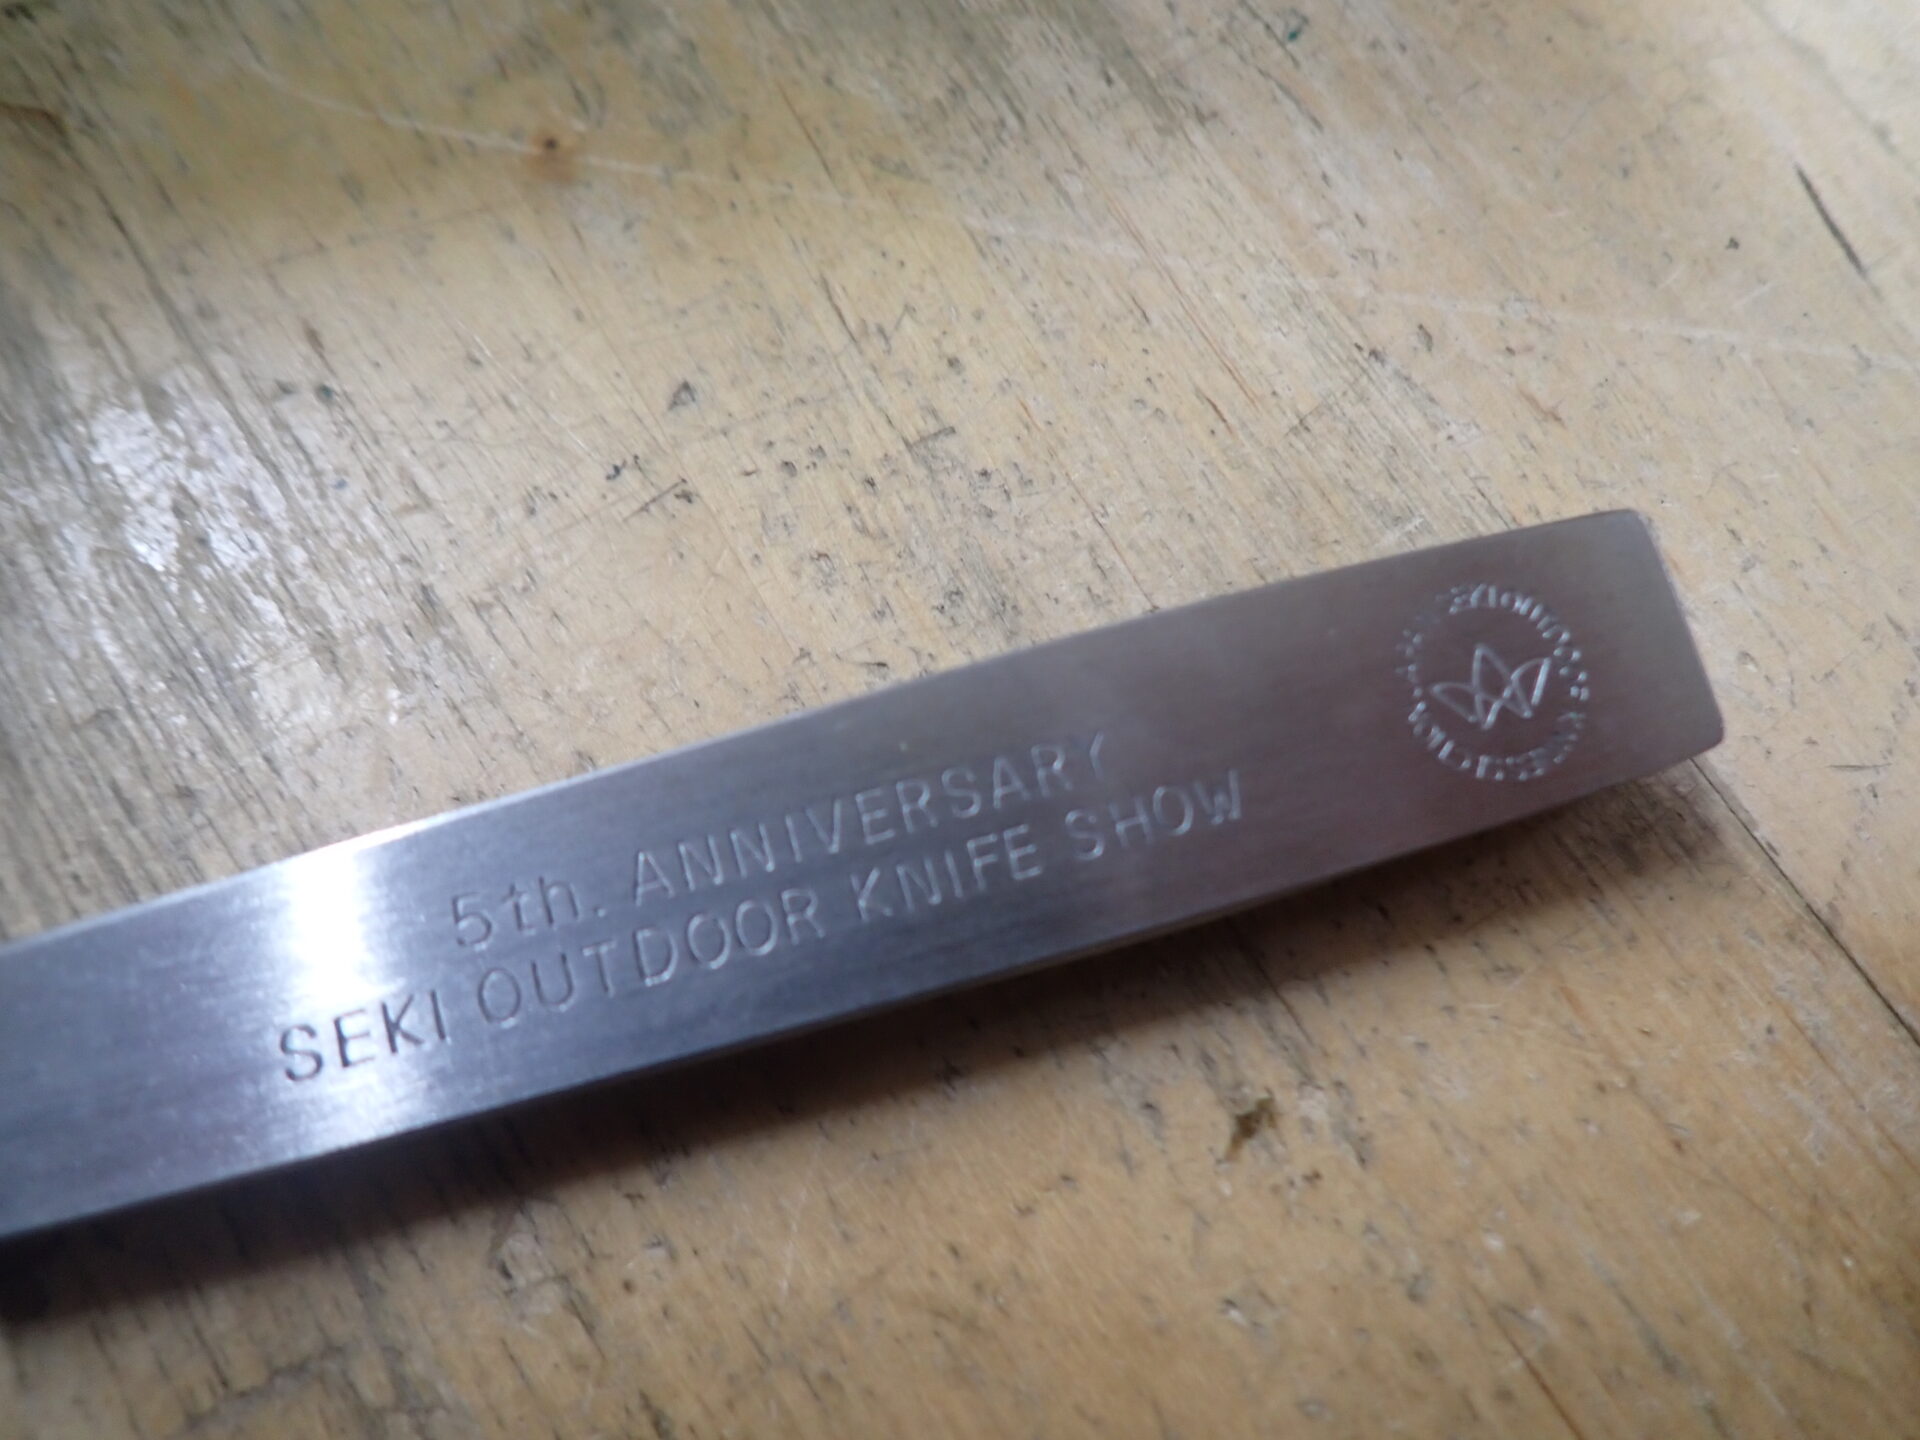 5th. ANNIVERSARY
SEKI OUTDOOR KNIFE SHOW